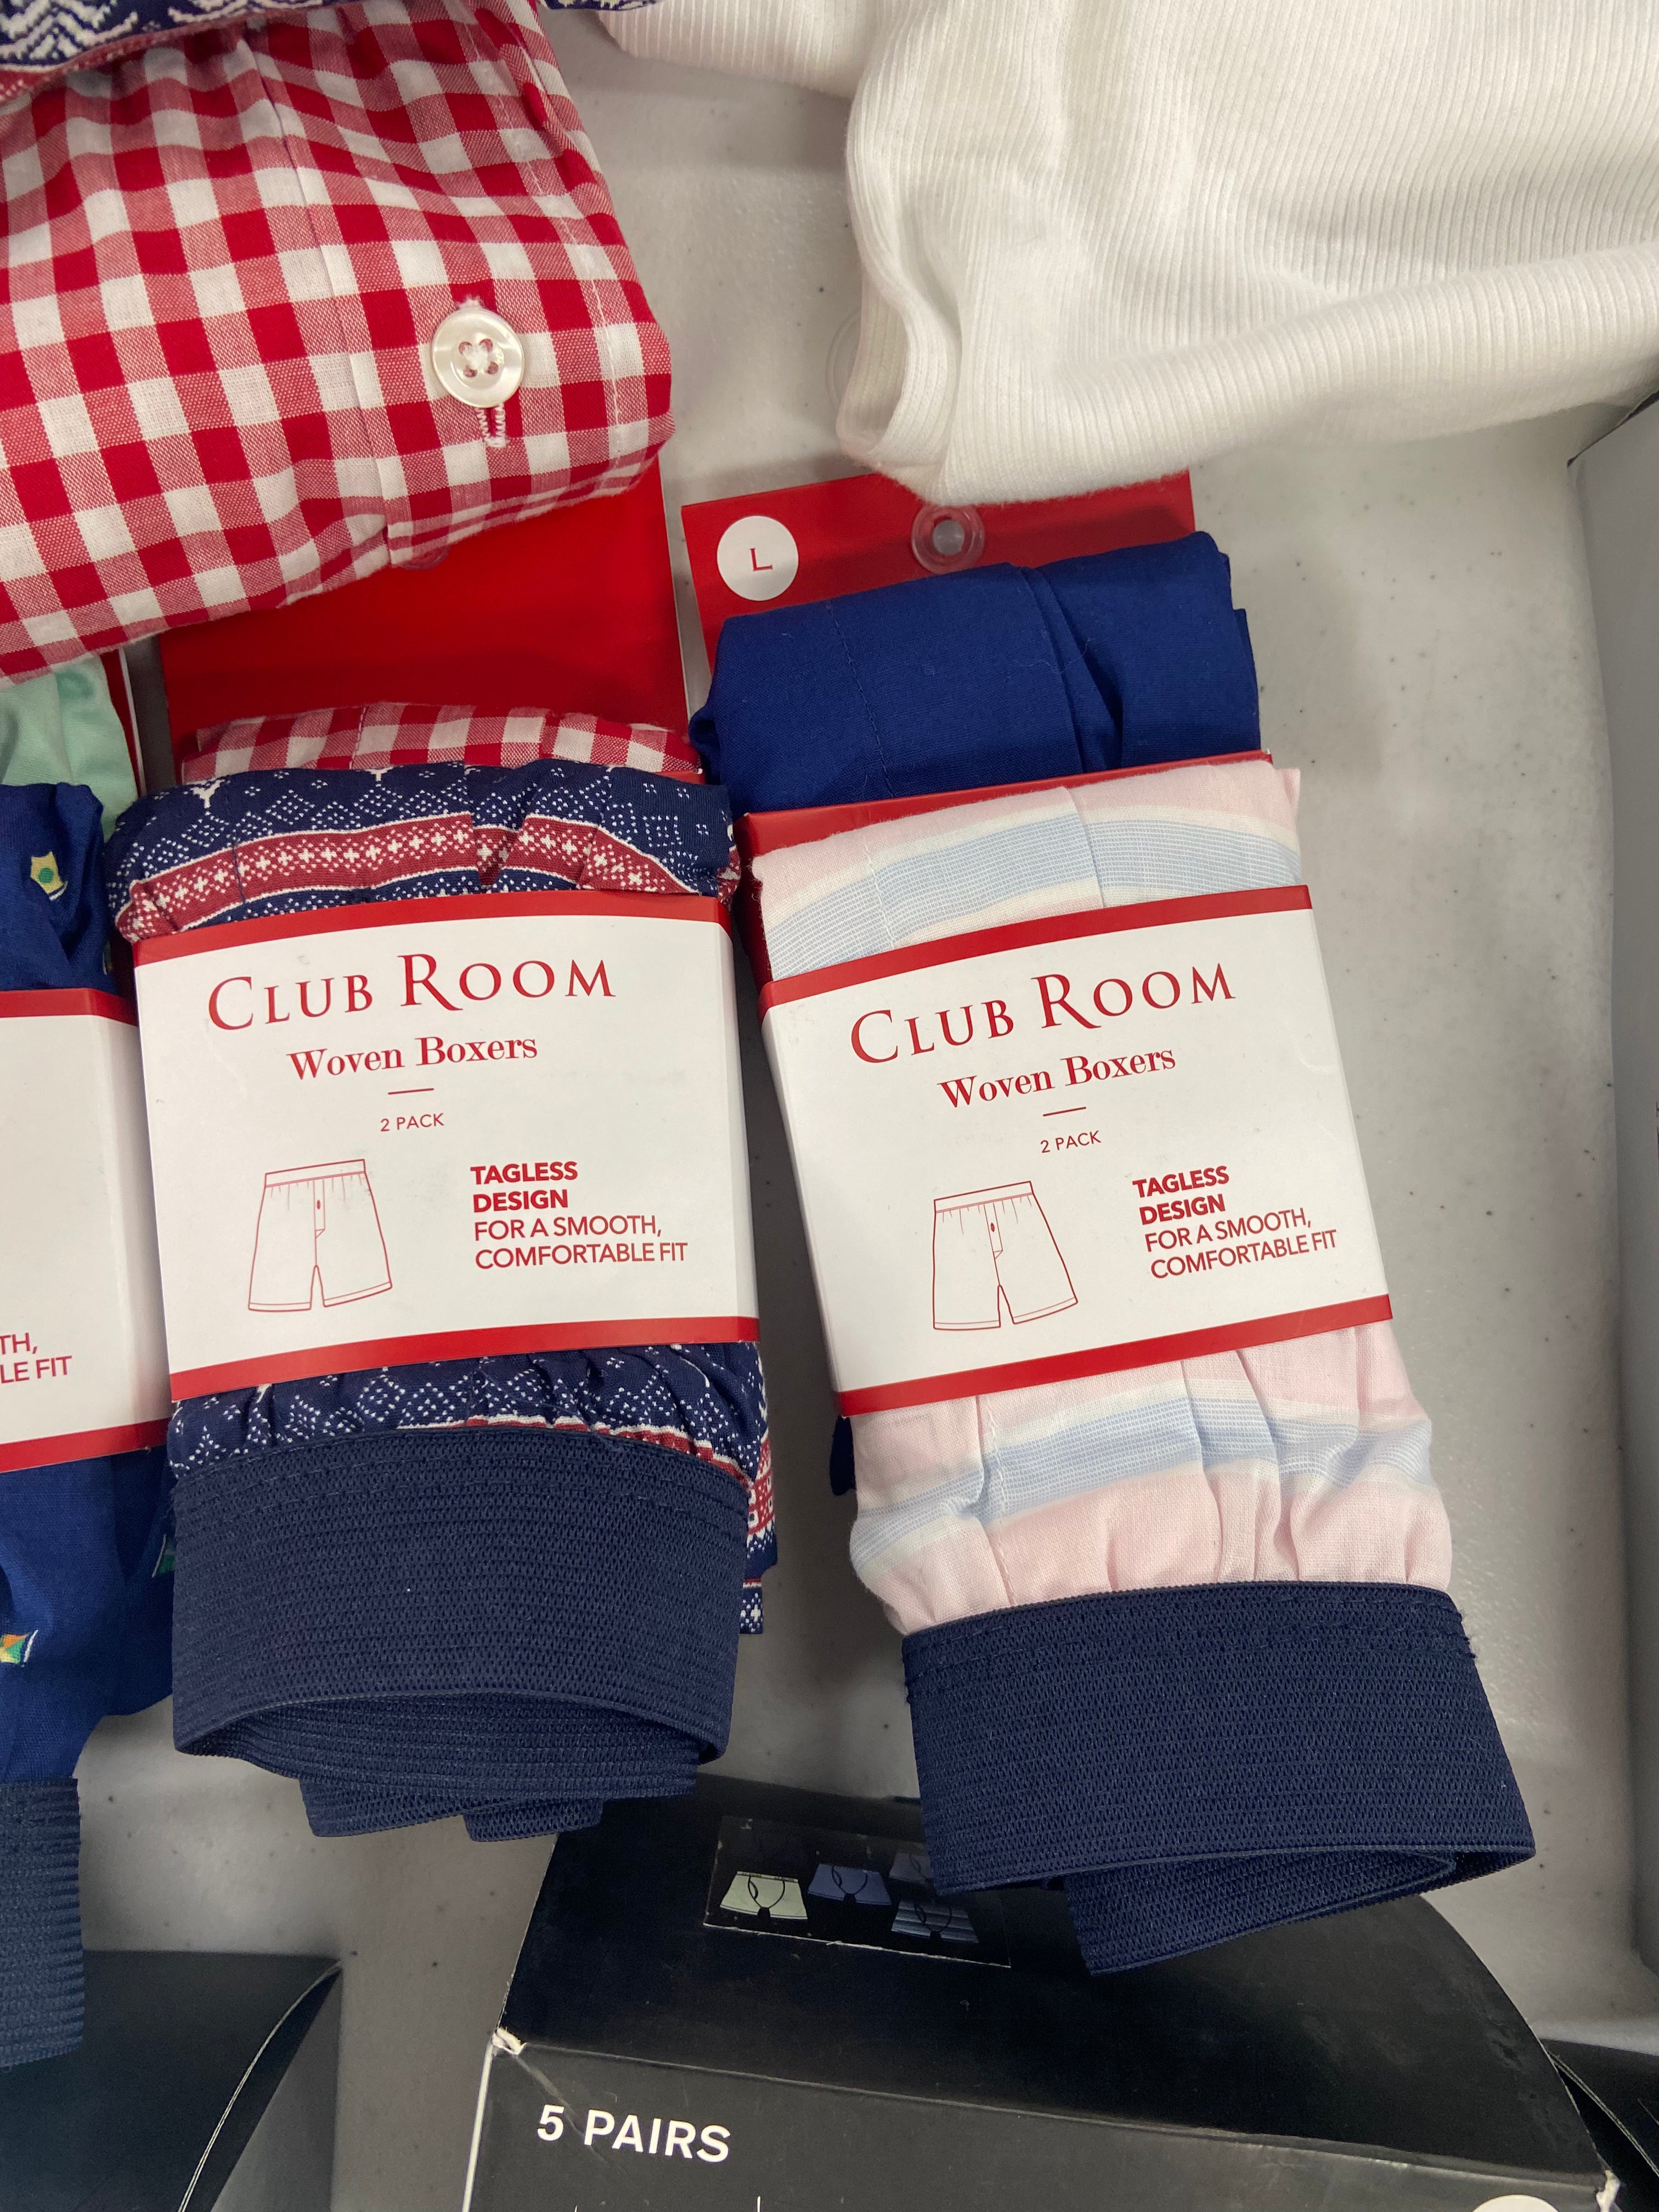 L
CLUB ROOM
Woven Boxers
2 PACK
TAGLESS
DESIGN
FOR A SMOOTH,
COMFORTABLE FIT
CLUB ROOM
Woven Boxers
2 PACK
TAGLESS
DESIGN
FOR A SMOOTH,
COMFORTABLE FIT
TH,
LE FIT
5 PAIRS